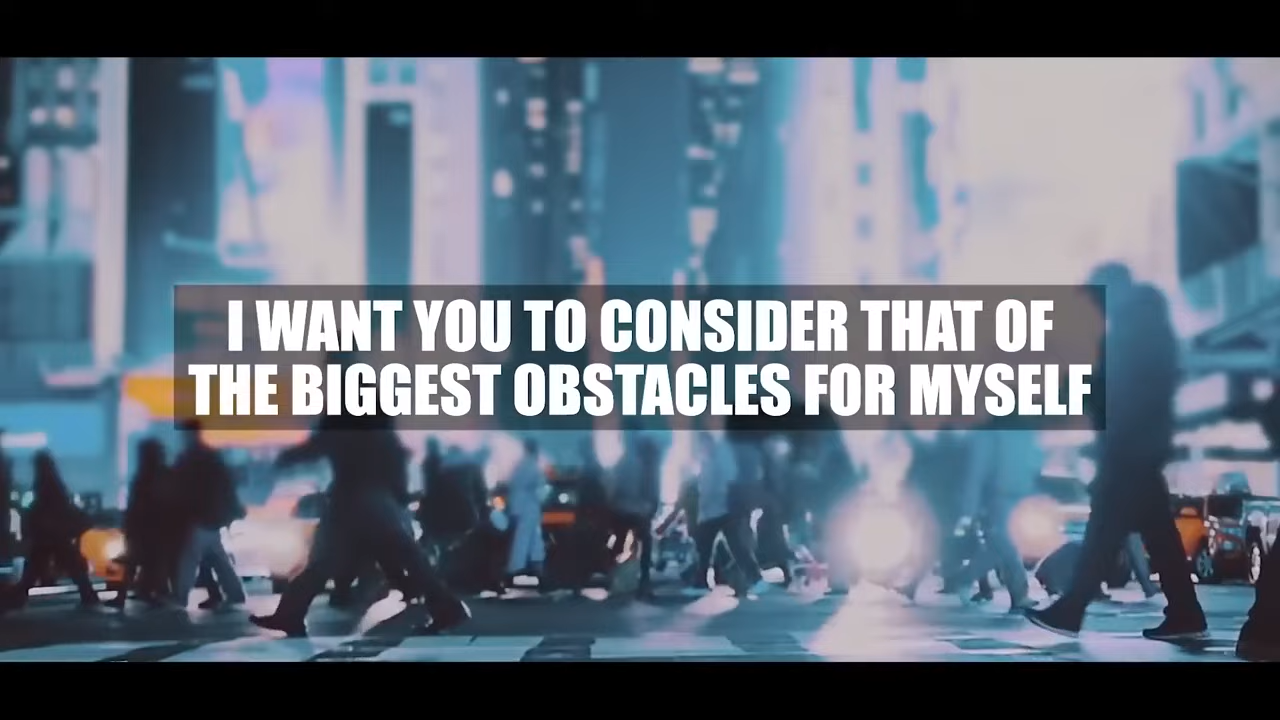 I WANT YOU TO CONSIDER THAT OF
THE BIGGEST OBSTACLES FOR MYSELF